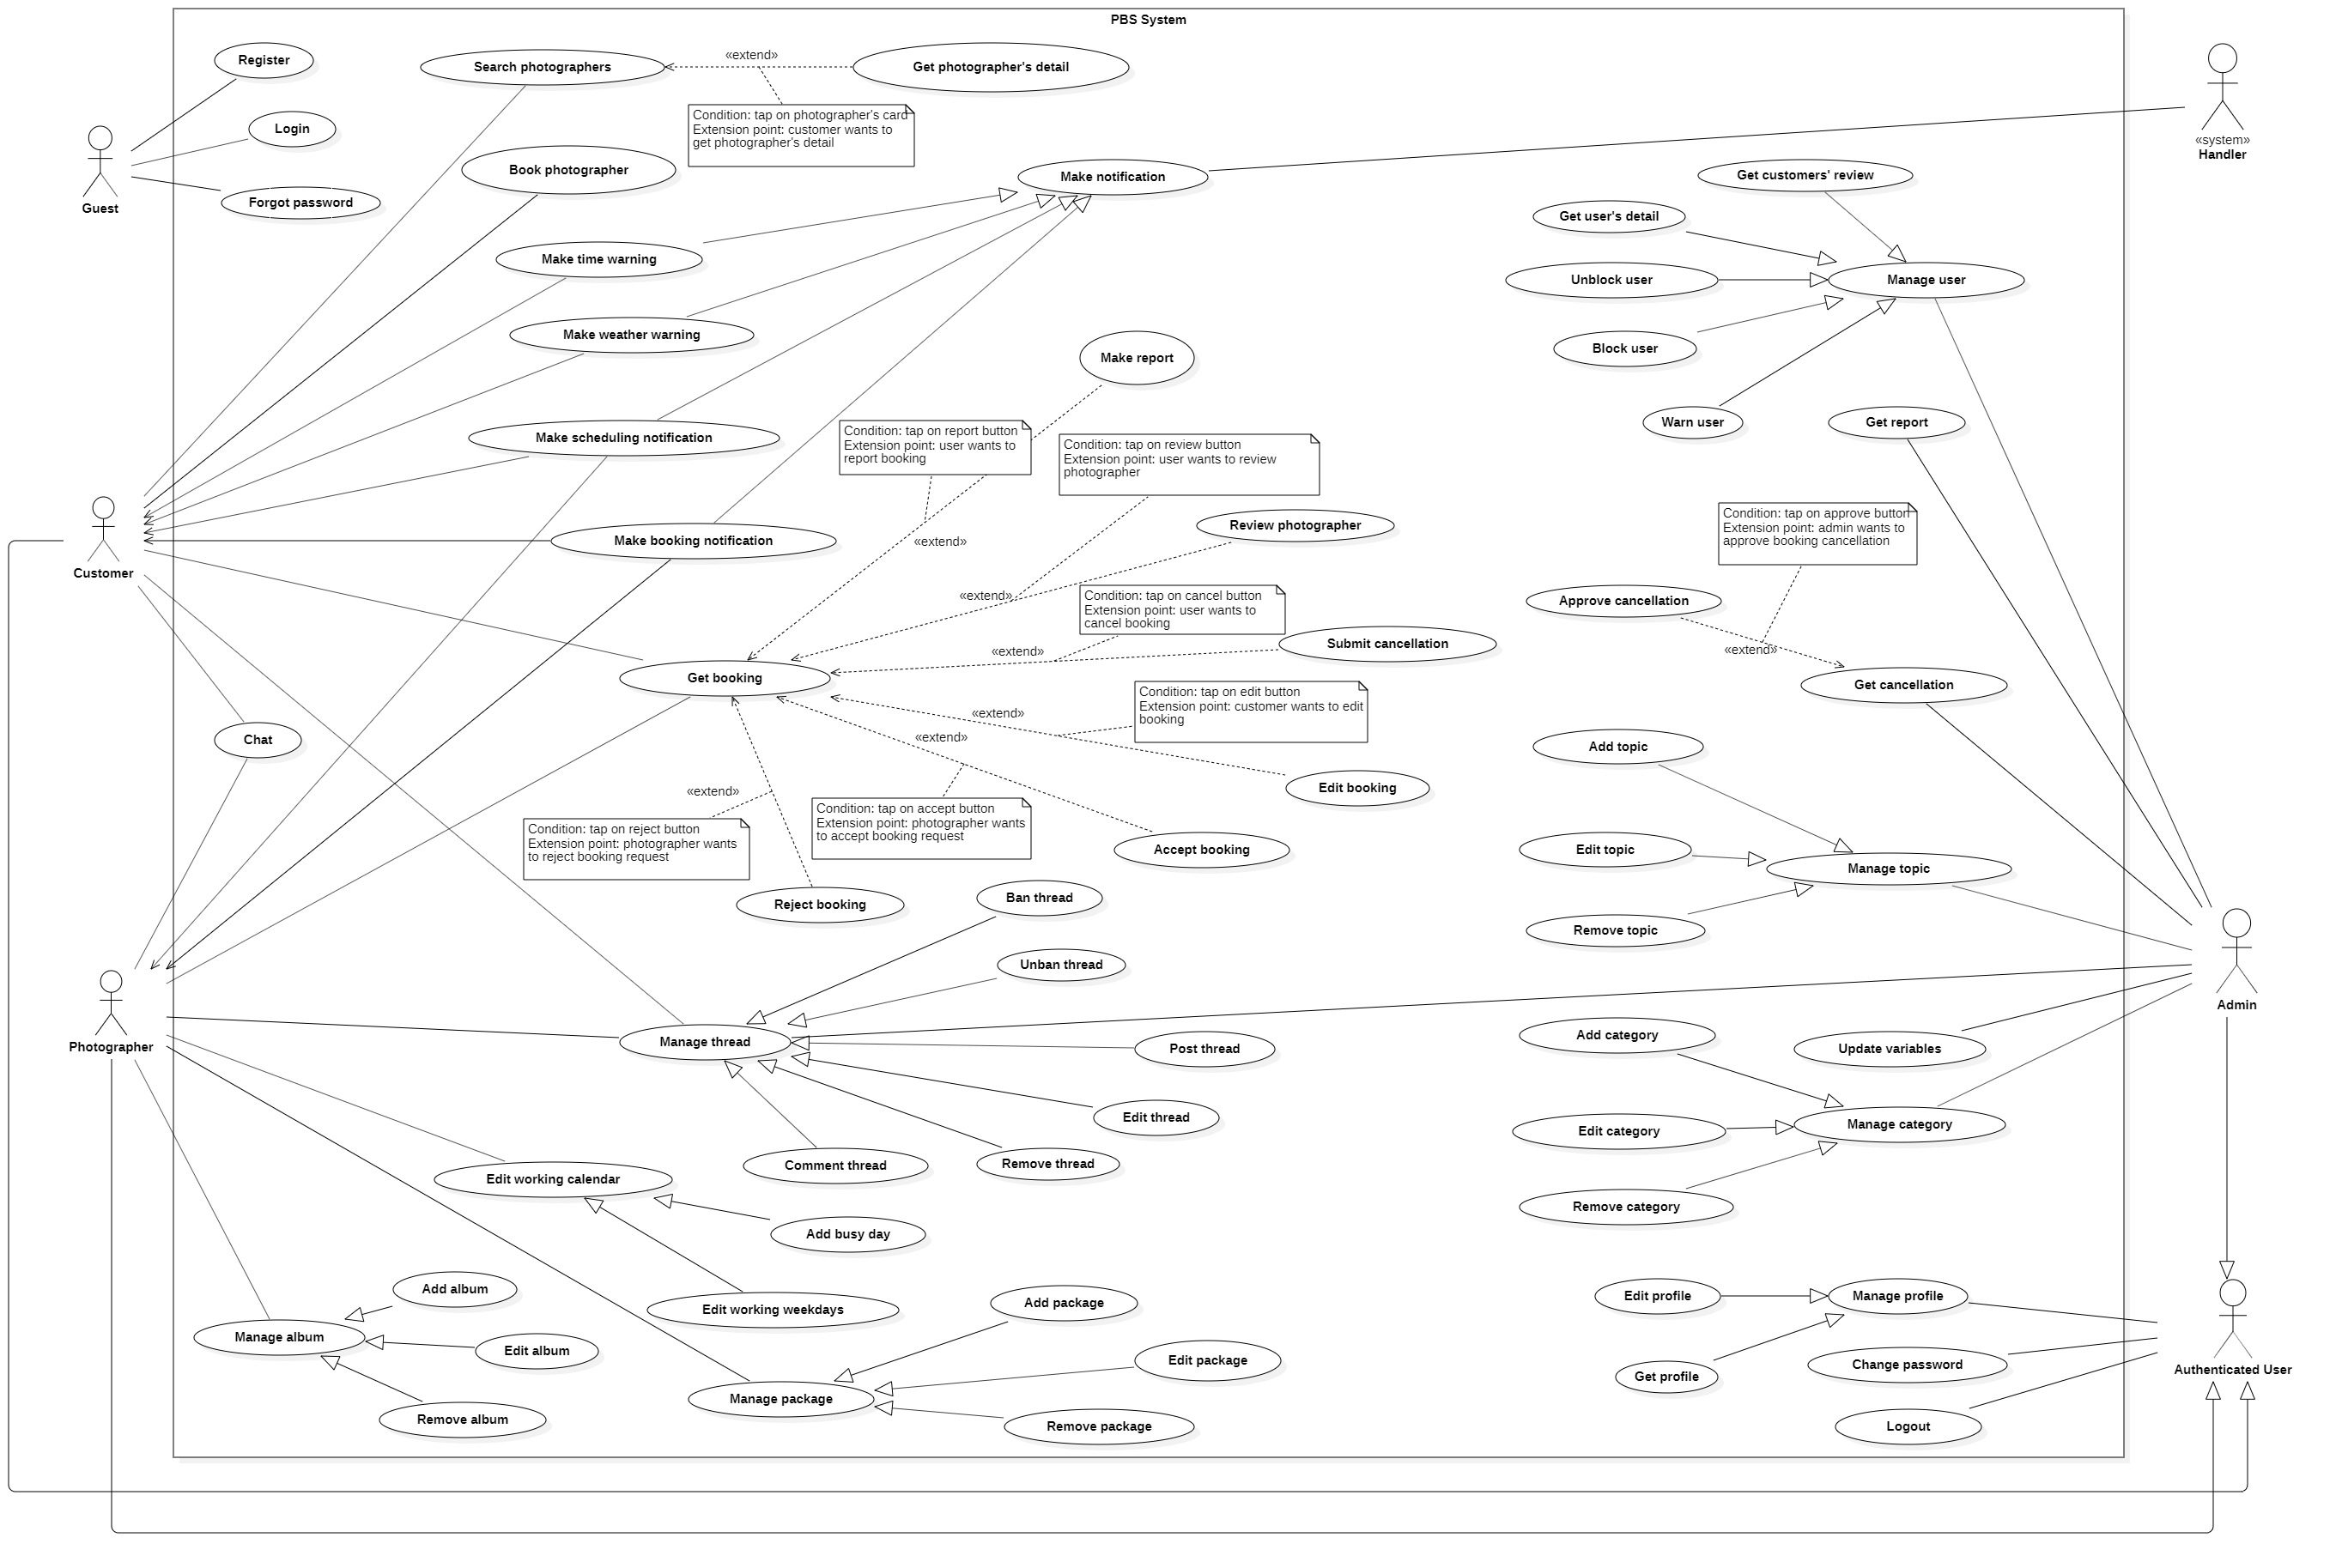 PBS System
Register
Search photographers
«extend»
Get photographer's detail
Condition: tap on photographer's card
Extension point: customer wants to
get photographer's detail
Login
Guest
Forgot password
Book photographer
Make notification
«system»
Handler
Get customers' review
Get user's detail
Make time warning
Unblock user
Manage user
Make weather warning
Block user
Make report
Warn user
Get report
Make scheduling notification
Condition: tap on report button
Extension point: user wants to
report booking
Condition: tap on review button
Extension point: user wants to review
photographer
Review photographer
Condition: tap on approve button
Extension point: admin wants to
approve booking cancellation
Make booking notification
«extend»
Customer
«extend»
Condition: tap on cancel button
Extension point: user wants to
cancel booking
Approve cancellation
«extend»
Submit cancellation
«extend»
Get booking
Get cancellation
Condition: tap on edit button
Extension point: customer wants to edit
booking
«extend»
«extend»
Chat
Add topic
«extend»
Edit booking
Condition: tap on accept button
Extension point: photographer wants
to accept booking request
Condition: tap on reject button
Extension point: photographer wants
to reject booking request
Accept booking
Edit topic
Manage topic
Reject booking
Ban thread
Remove topic
Unban thread
Admin
Photographer
Manage thread
Post thread
Add category
Update variables
Edit thread
Edit category
Manage category
Comment thread
Remove thread
Edit working calendar
Remove category
Add busy day
Add album
Edit working weekdays
Add package
Edit profile
Manage profile
Manage album
Edit album
Edit package
Get profile
Change password
Authenticated User
Manage package
Remove album
Remove package
Logout